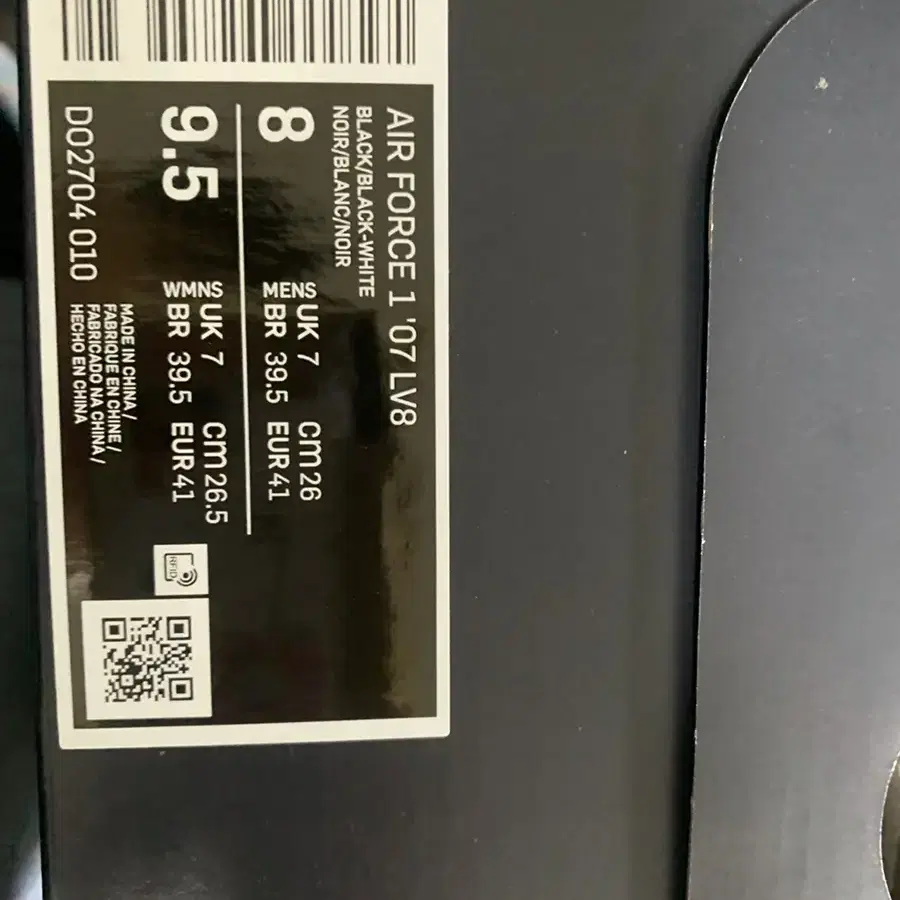 AIR FORCE 1 '07 LV8
BLACK/BLACK-WHITE
NOIR/BLANC/NOIR
8
MENS
UK 7 cm 26
BR 39.5 EUR 41
9.5
WMNS
UK 7 cm 26.5
BR 39.5 EUR 41
DO2704 010
MADE IN CHINA /
FABRIQUE EN CHINE /
FABRICADO NA CHINA /
HECHO EN CHINA
RFID